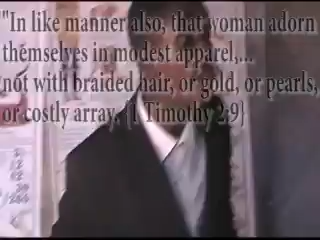 "In like manner also, that woman adorn
themselves in modest apparel,...
not with braided hair, or gold, or pearls,
or costly array. {1 Timothy 2:9}